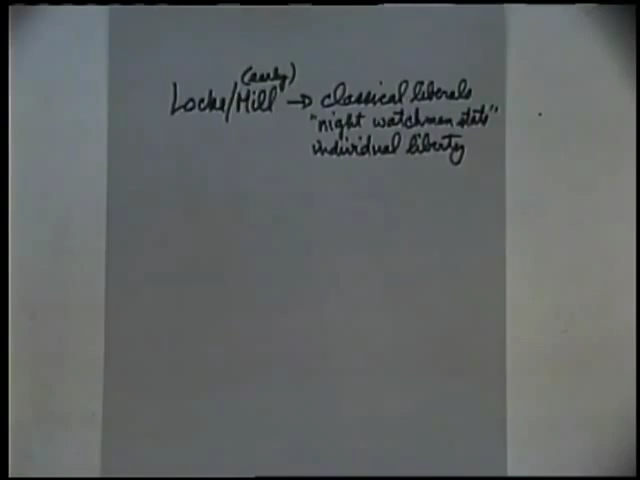 (early)
Locke/Mill → classical liberals
"night watchman state"
individual liberty